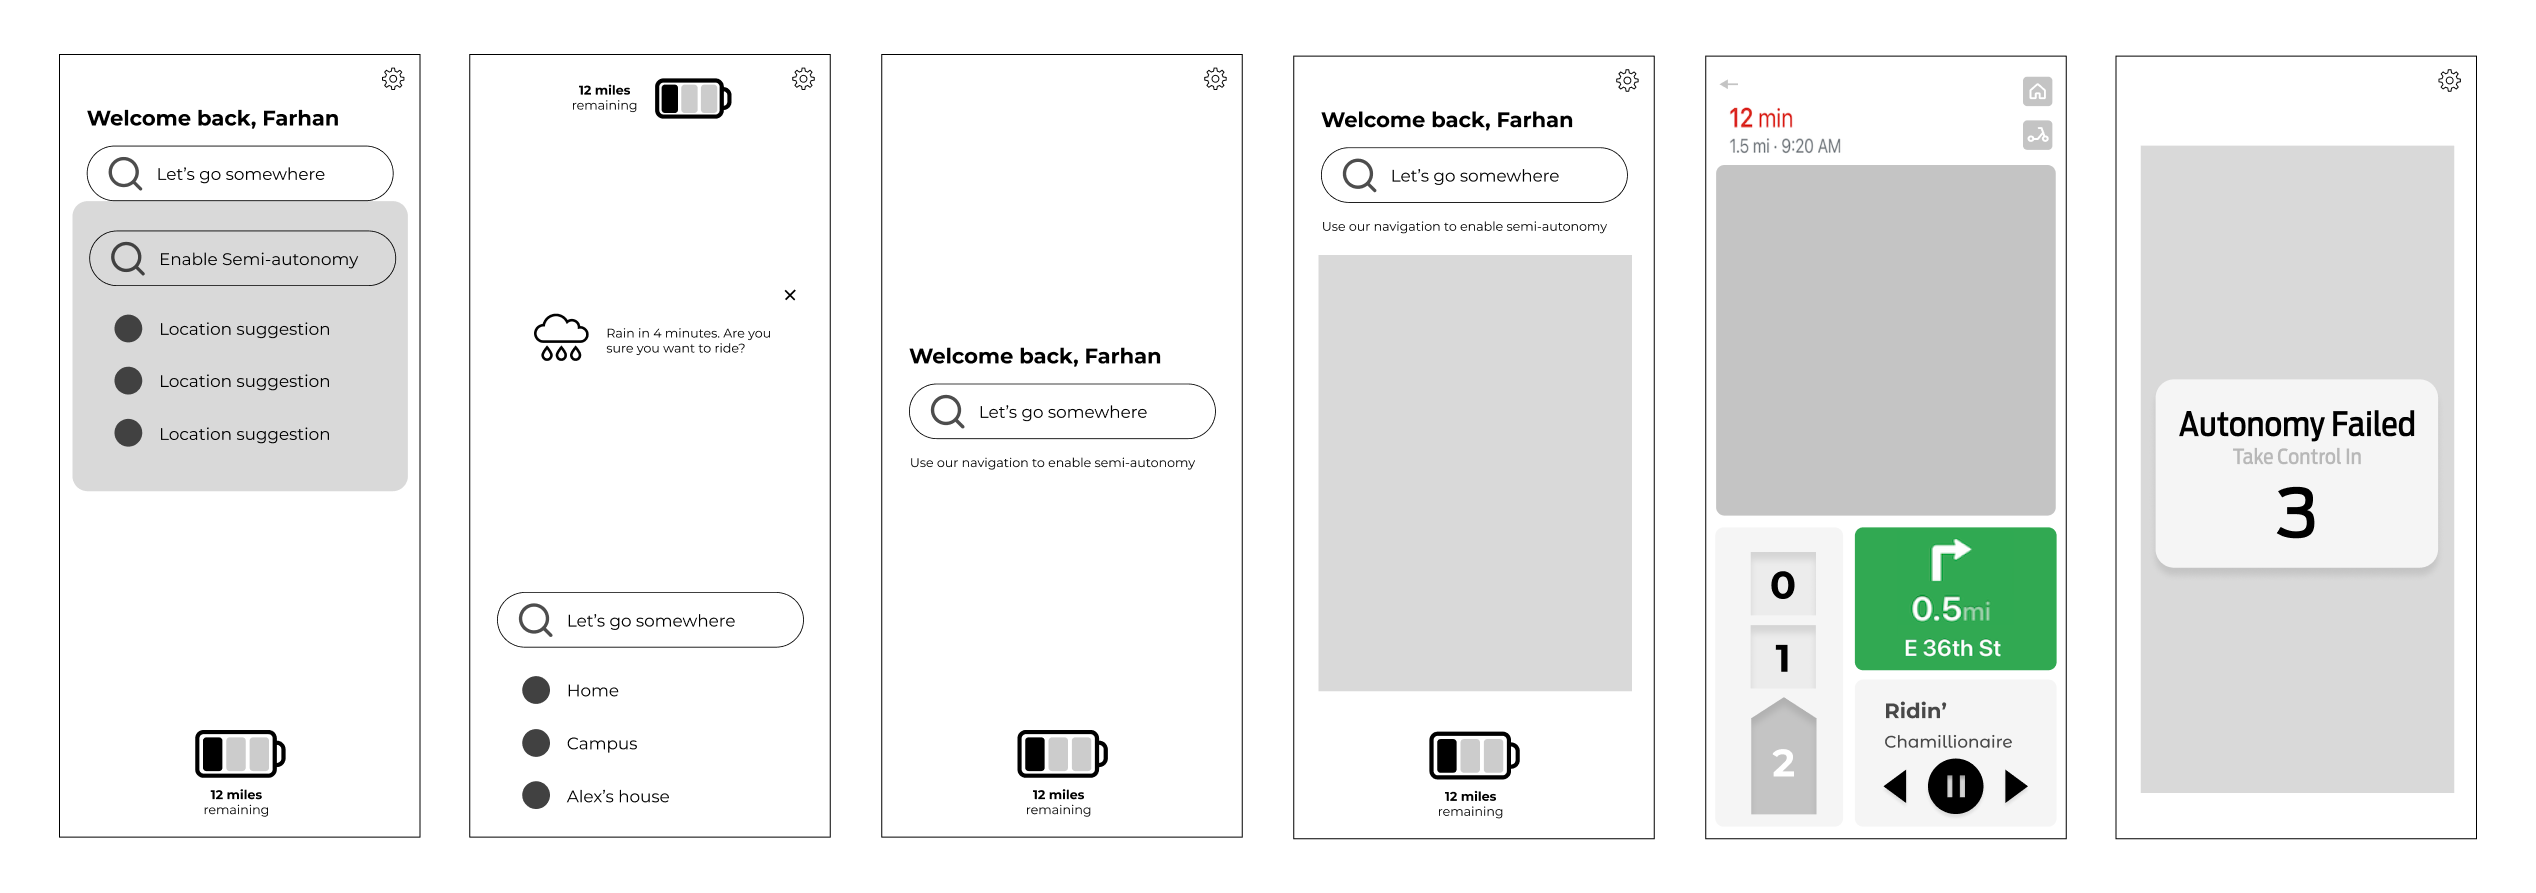 Welcome back, Farhan
Let's go somewhere
Enable Semi-autonomy
Location suggestion
Location suggestion
Location suggestion
12 miles
remaining
12 miles
remaining
Rain in 4 minutes. Are you
sure you want to ride?
Let's go somewhere
Home
Campus
Alex's house
Welcome back, Farhan
Let's go somewhere
Use our navigation to enable semi-autonomy
12 miles
remaining
Welcome back, Farhan
Let's go somewhere
Use our navigation to enable semi-autonomy
12 miles
remaining
12 min
1.5 mi · 9:20 AM
0
1
2
0.5mi
E 36th St
Ridin'
Chamillionaire
Autonomy Failed
Take Control In
3